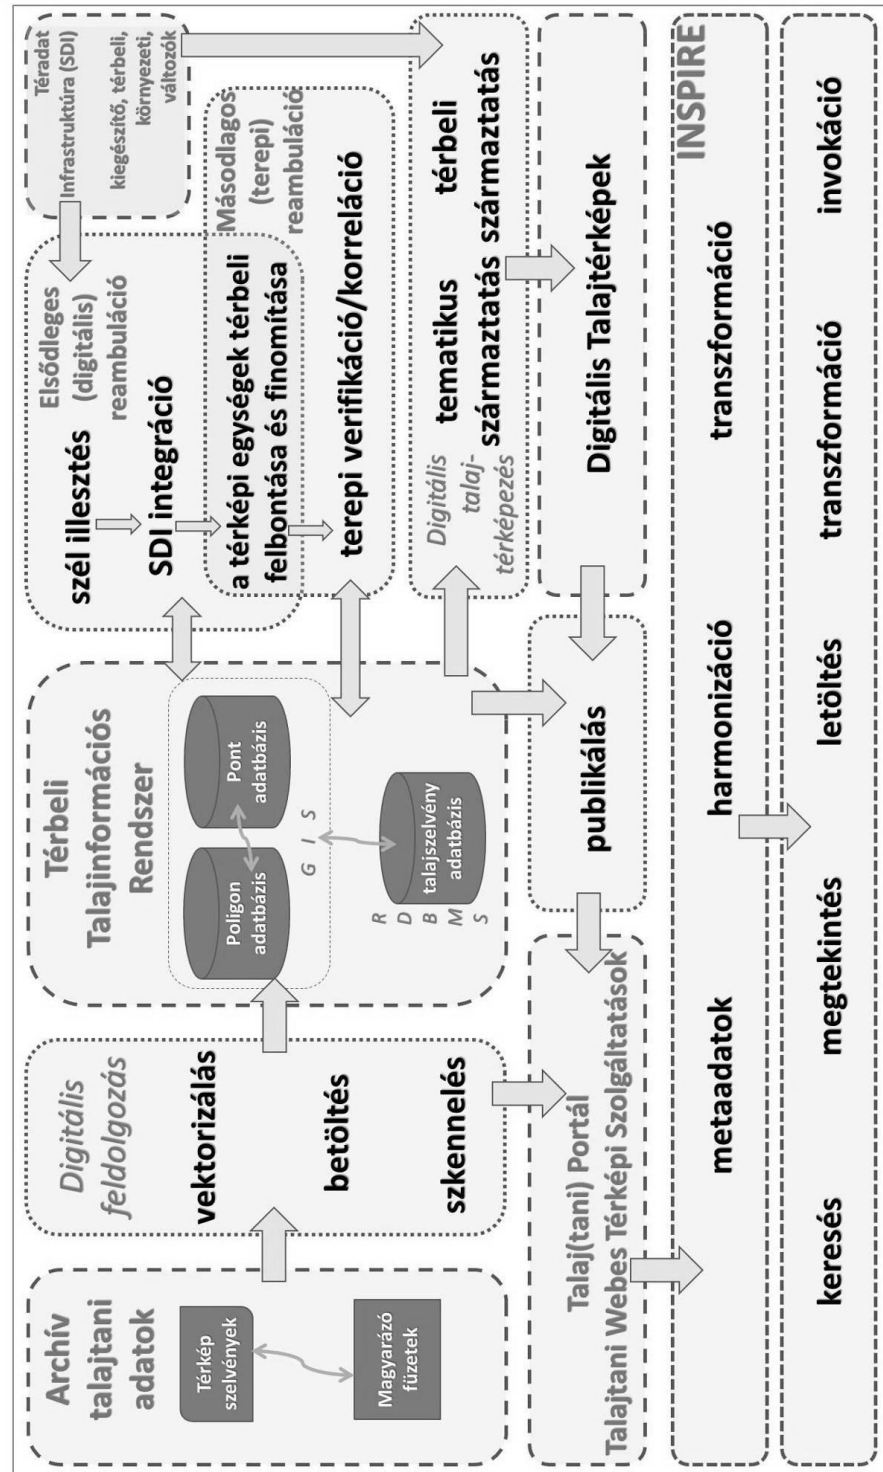 Archív
talajtani
adatok
Térkép
szelvények
Magyarázó
füzetek
Digitális
feldolgozás
vektorizálás
betöltés
szkennelés
Térbeli
Talajinformációs
Rendszer
Poligon
adatbázis
Pont
adatbázis
G I S
R
D
B
M
S
talajszelvény
adatbázis
Elsődleges
(digitális)
reambuláció
szél illesztés
SDI integráció
a térképi egységek térbeli
felbontása és finomítása
Másodlagos
(terepi)
reambuláció
terepi verifikáció/korreláció
Téradat
Infrastruktúra (SDI)
kiegészítő, térbeli,
környezeti,
változók
Digitális
talaj-
térképezés
tematikus
származtatás
térbeli
származtatás
Talaj(tani) Portál
Talajtani Webes Térképi Szolgáltatások
publikálás
Digitális Talajtérképek
INSPIRE
metaadatok
harmonizáció
transzformáció
keresés
megtekintés
letöltés
transzformáció
invokáció